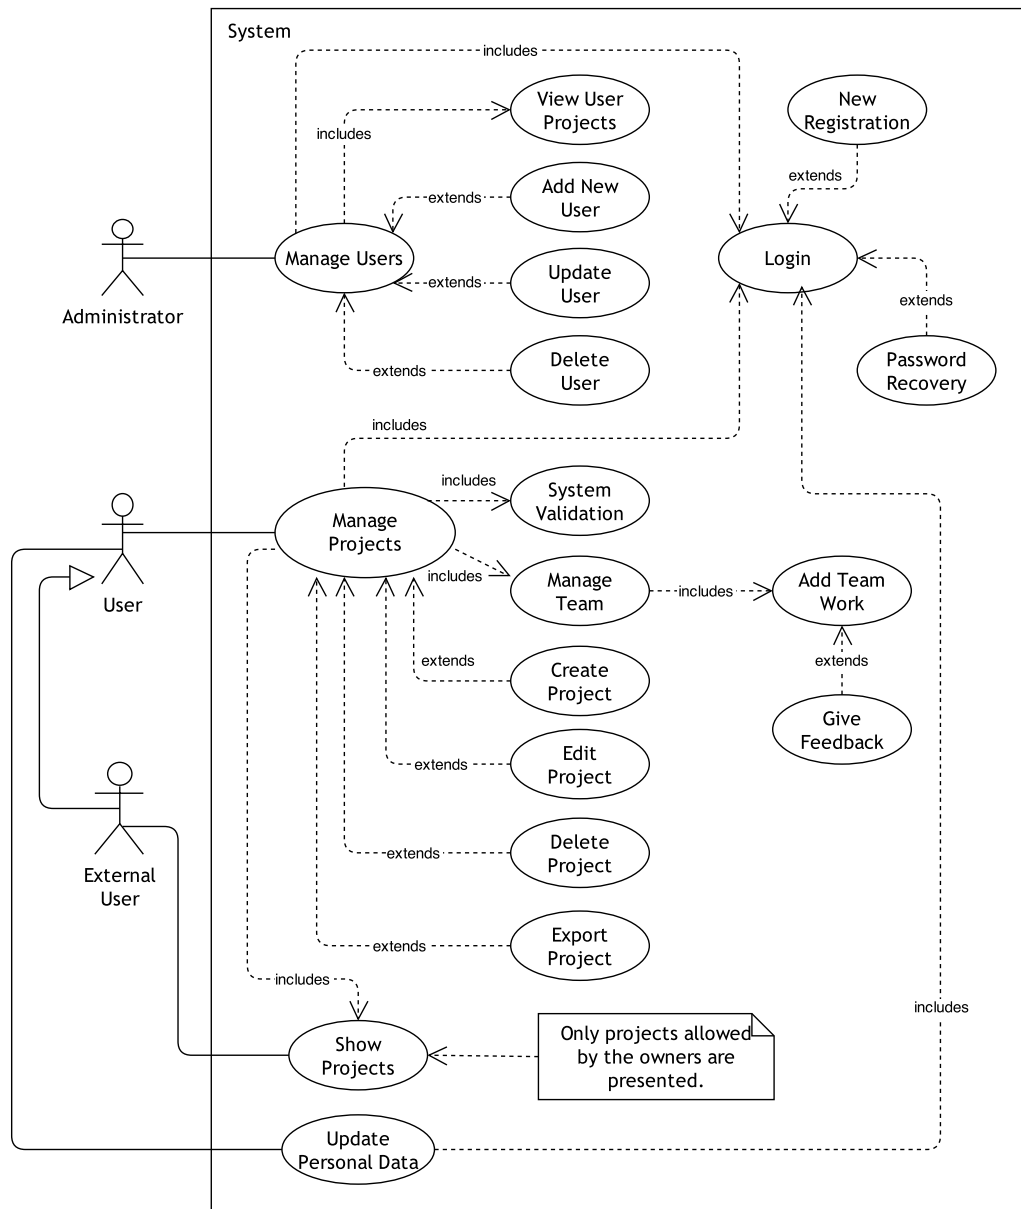 System
includes
View User
Projects
New
Registration
includes
extends
Add New
User
extends
Manage Users
Login
Administrator
Update
User
extends
extends
Delete
User
extends
Password
Recovery
includes
includes
System
Validation
Manage
Projects
includes
Manage
Team
includes
Add Team
Work
User
extends
Create
Project
extends
Give
Feedback
extends
Edit
Project
External
User
extends
Delete
Project
extends
Export
Project
includes
includes
Show
Projects
Only projects allowed
by the owners are
presented.
Update
Personal Data